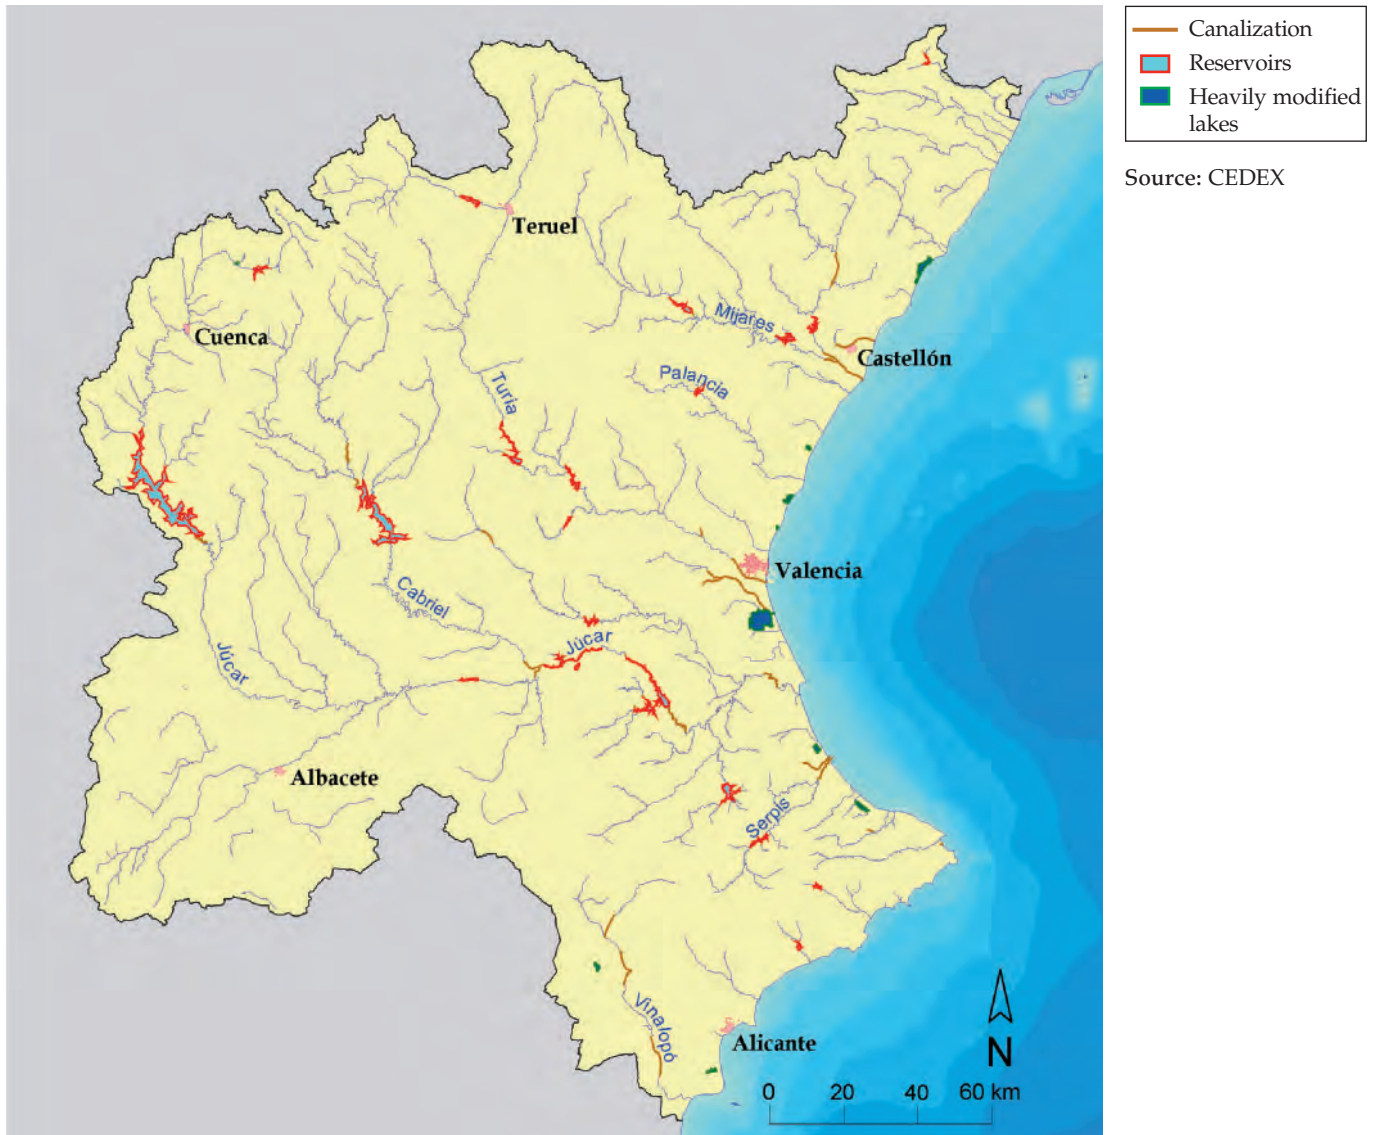 Canalization
Reservoirs
Heavily modified
lakes
Source: CEDEX
Teruel
Cuenca
Mijares
Castellón
Palancia
Turia
Valencia
Cabriel
Júcar
Júcar
Albacete
Serpis
Vinalopó
Alicante
N
0 20 40 60 km